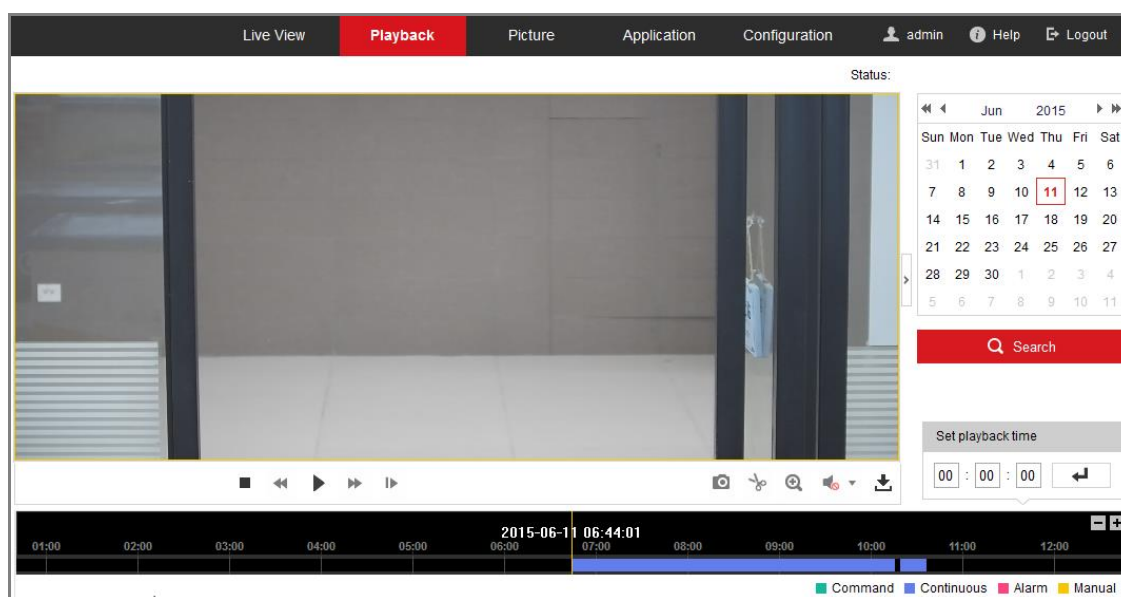 Live View Playback Picture Application Configuration admin Help Logout
Status:
Jun 2015
Sun Mon Tue Wed Thu Fri Sat
31 1 2 3 4 5 6
7 8 9 10 11 12 13
14 15 16 17 18 19 20
21 22 23 24 25 26 27
28 29 30 1 2 3 4
5 6 7 8 9 10 11
Search
Set playback time
00 : 00 : 00
2015-06-11 06:44:01
01:00 02:00 03:00 04:00 05:00 06:00 07:00 08:00 09:00 10:00 11:00 12:00
Command Continuous Alarm Manual